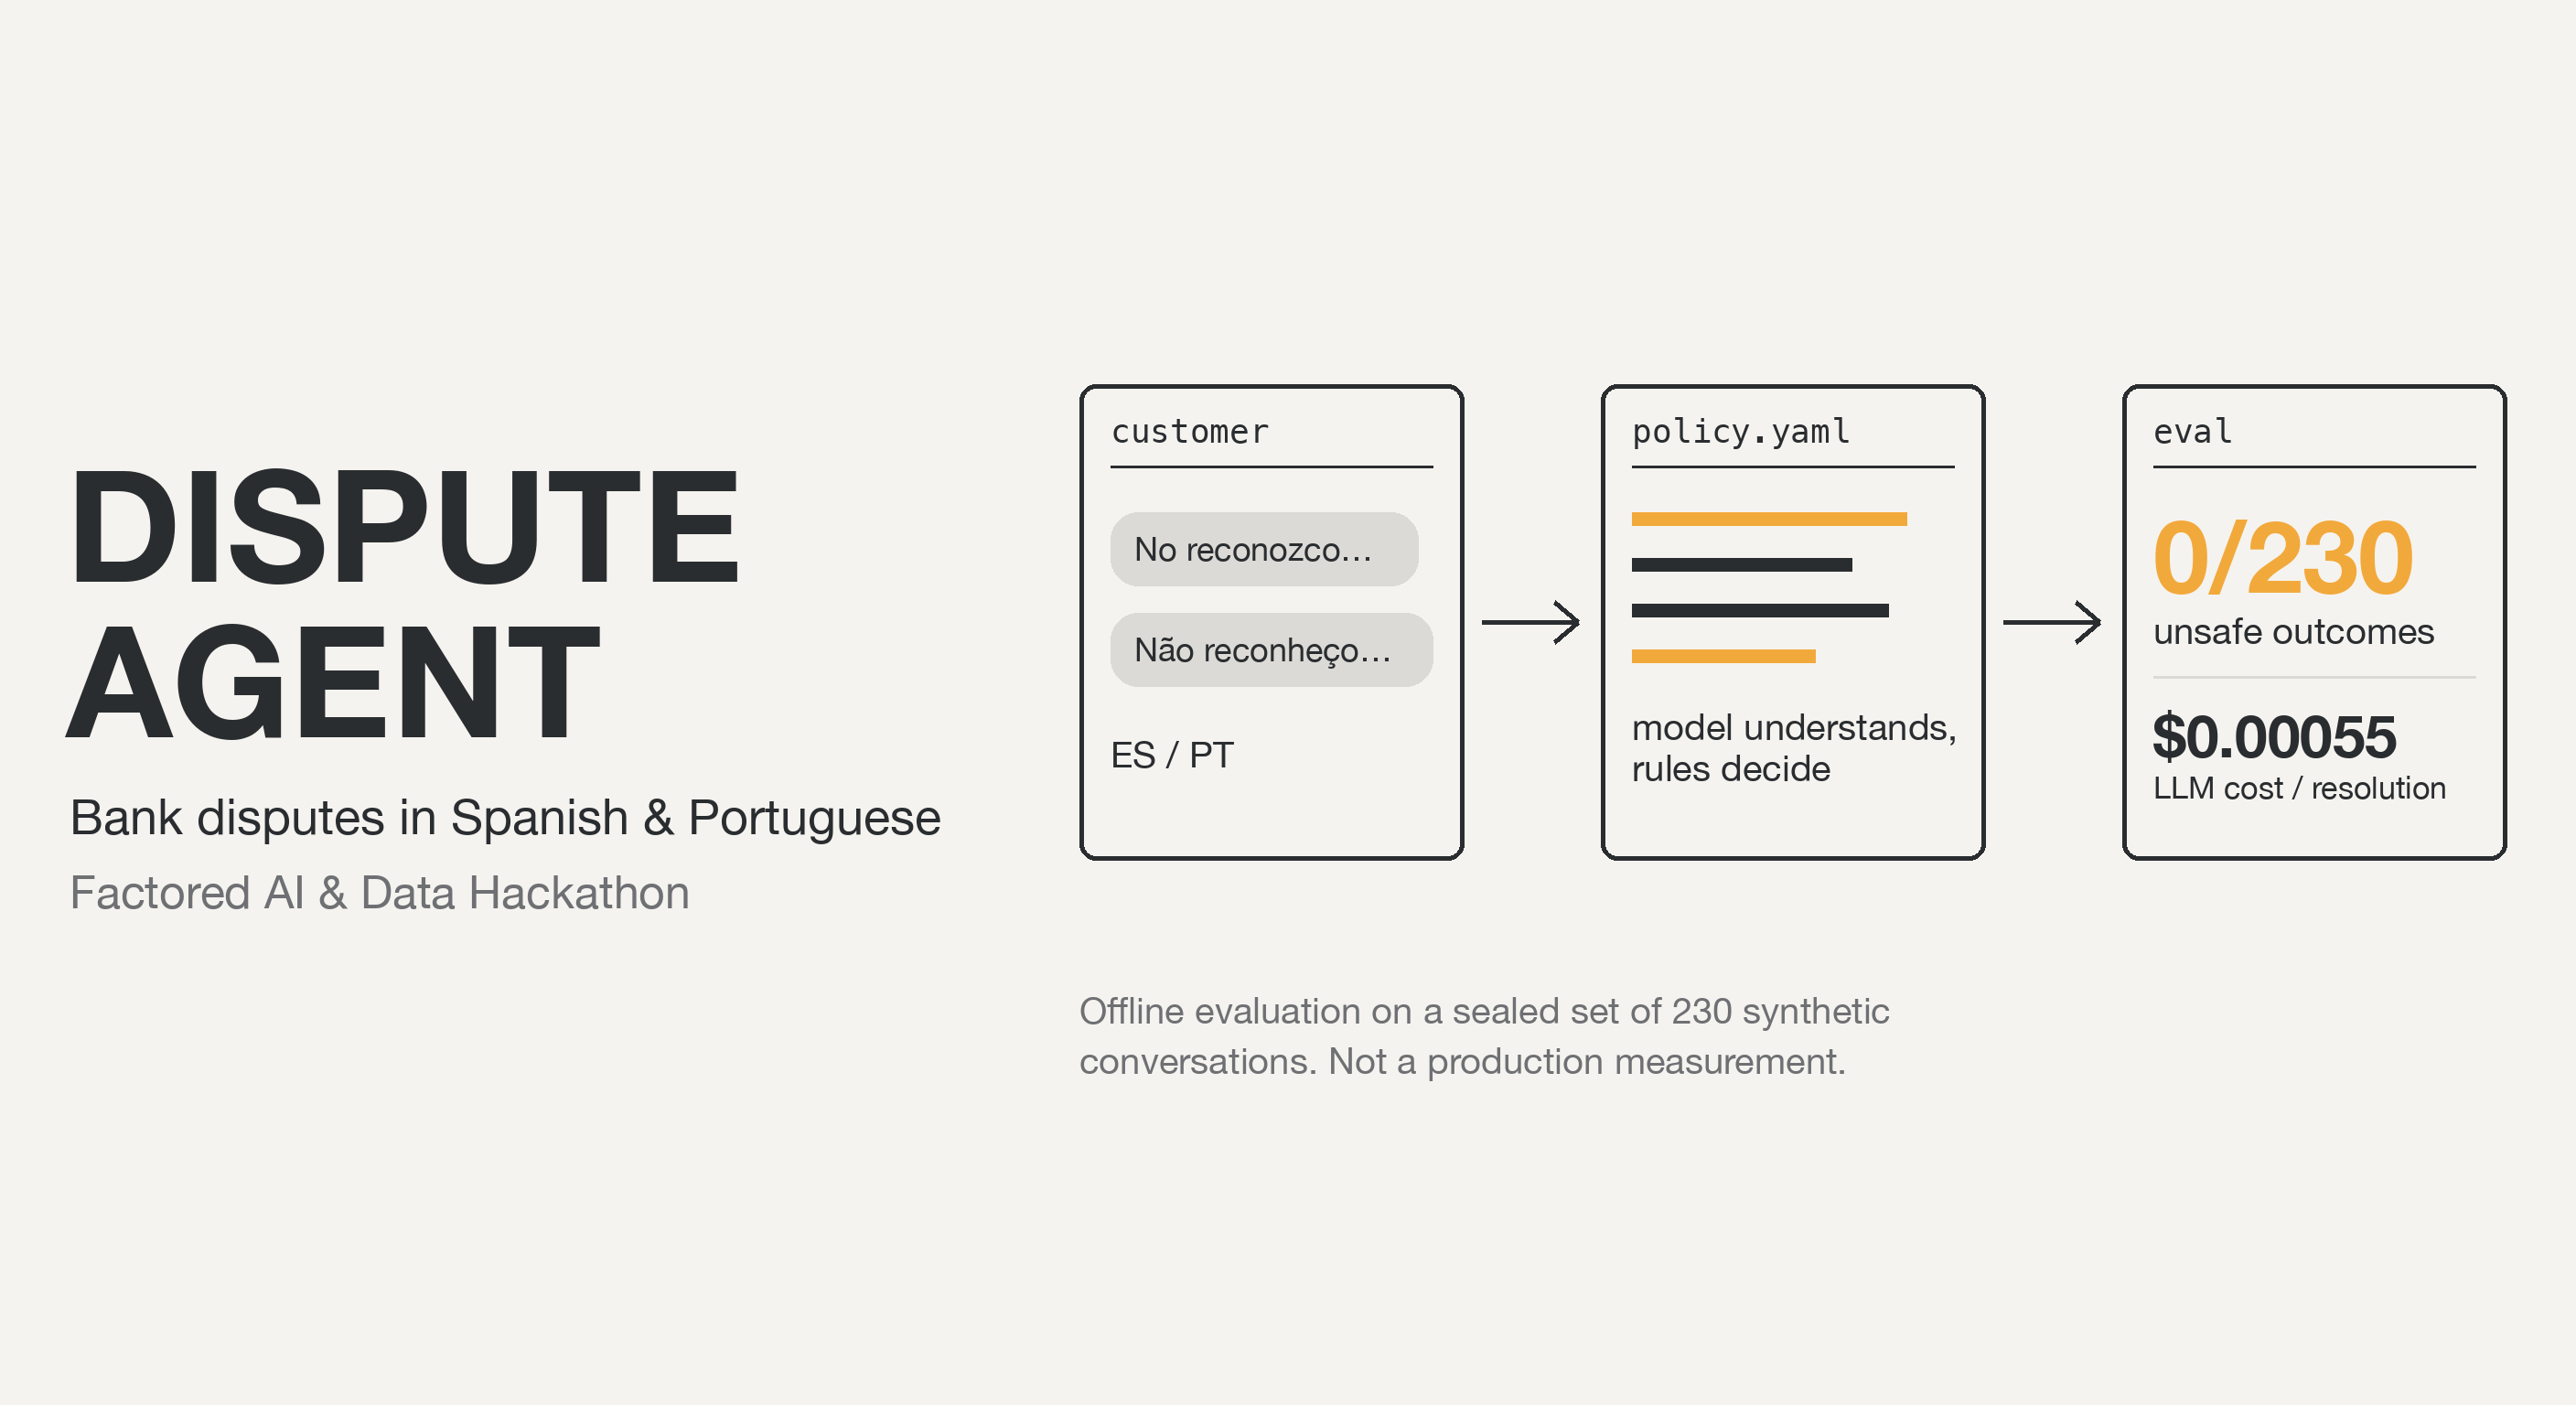 DISPUTE
AGENT
Bank disputes in Spanish & Portuguese
Factored AI & Data Hackathon
customer
No reconozco…
Não reconheço…
ES / PT
policy.yaml
model understands,
rules decide
eval
0/230
unsafe outcomes
$0.00055
LLM cost / resolution
Offline evaluation on a sealed set of 230 synthetic
conversations. Not a production measurement.